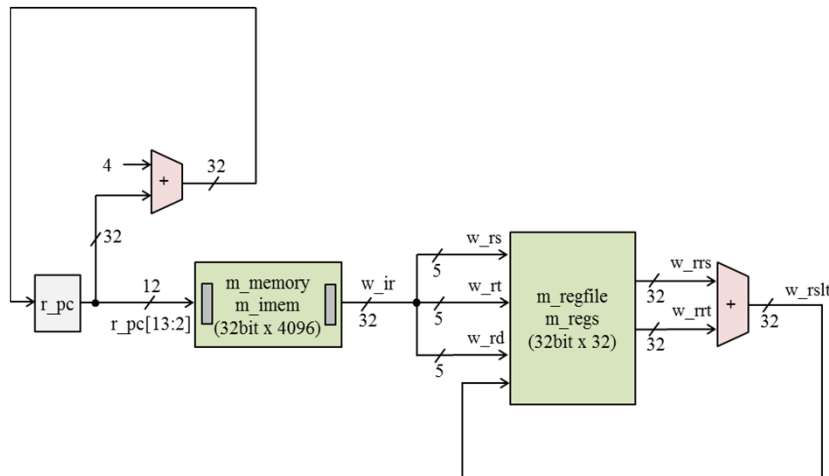 4
+
32
32
w_rs
5
r_pc
12
r_pc[13:2]
m_memory
m_imem
(32bit x 4096)
w_ir
32
w_rt
5
w_rd
5
m_regfile
m_regs
(32bit x 32)
w_rrs
32
w_rrt
32
+
w_rslt
32